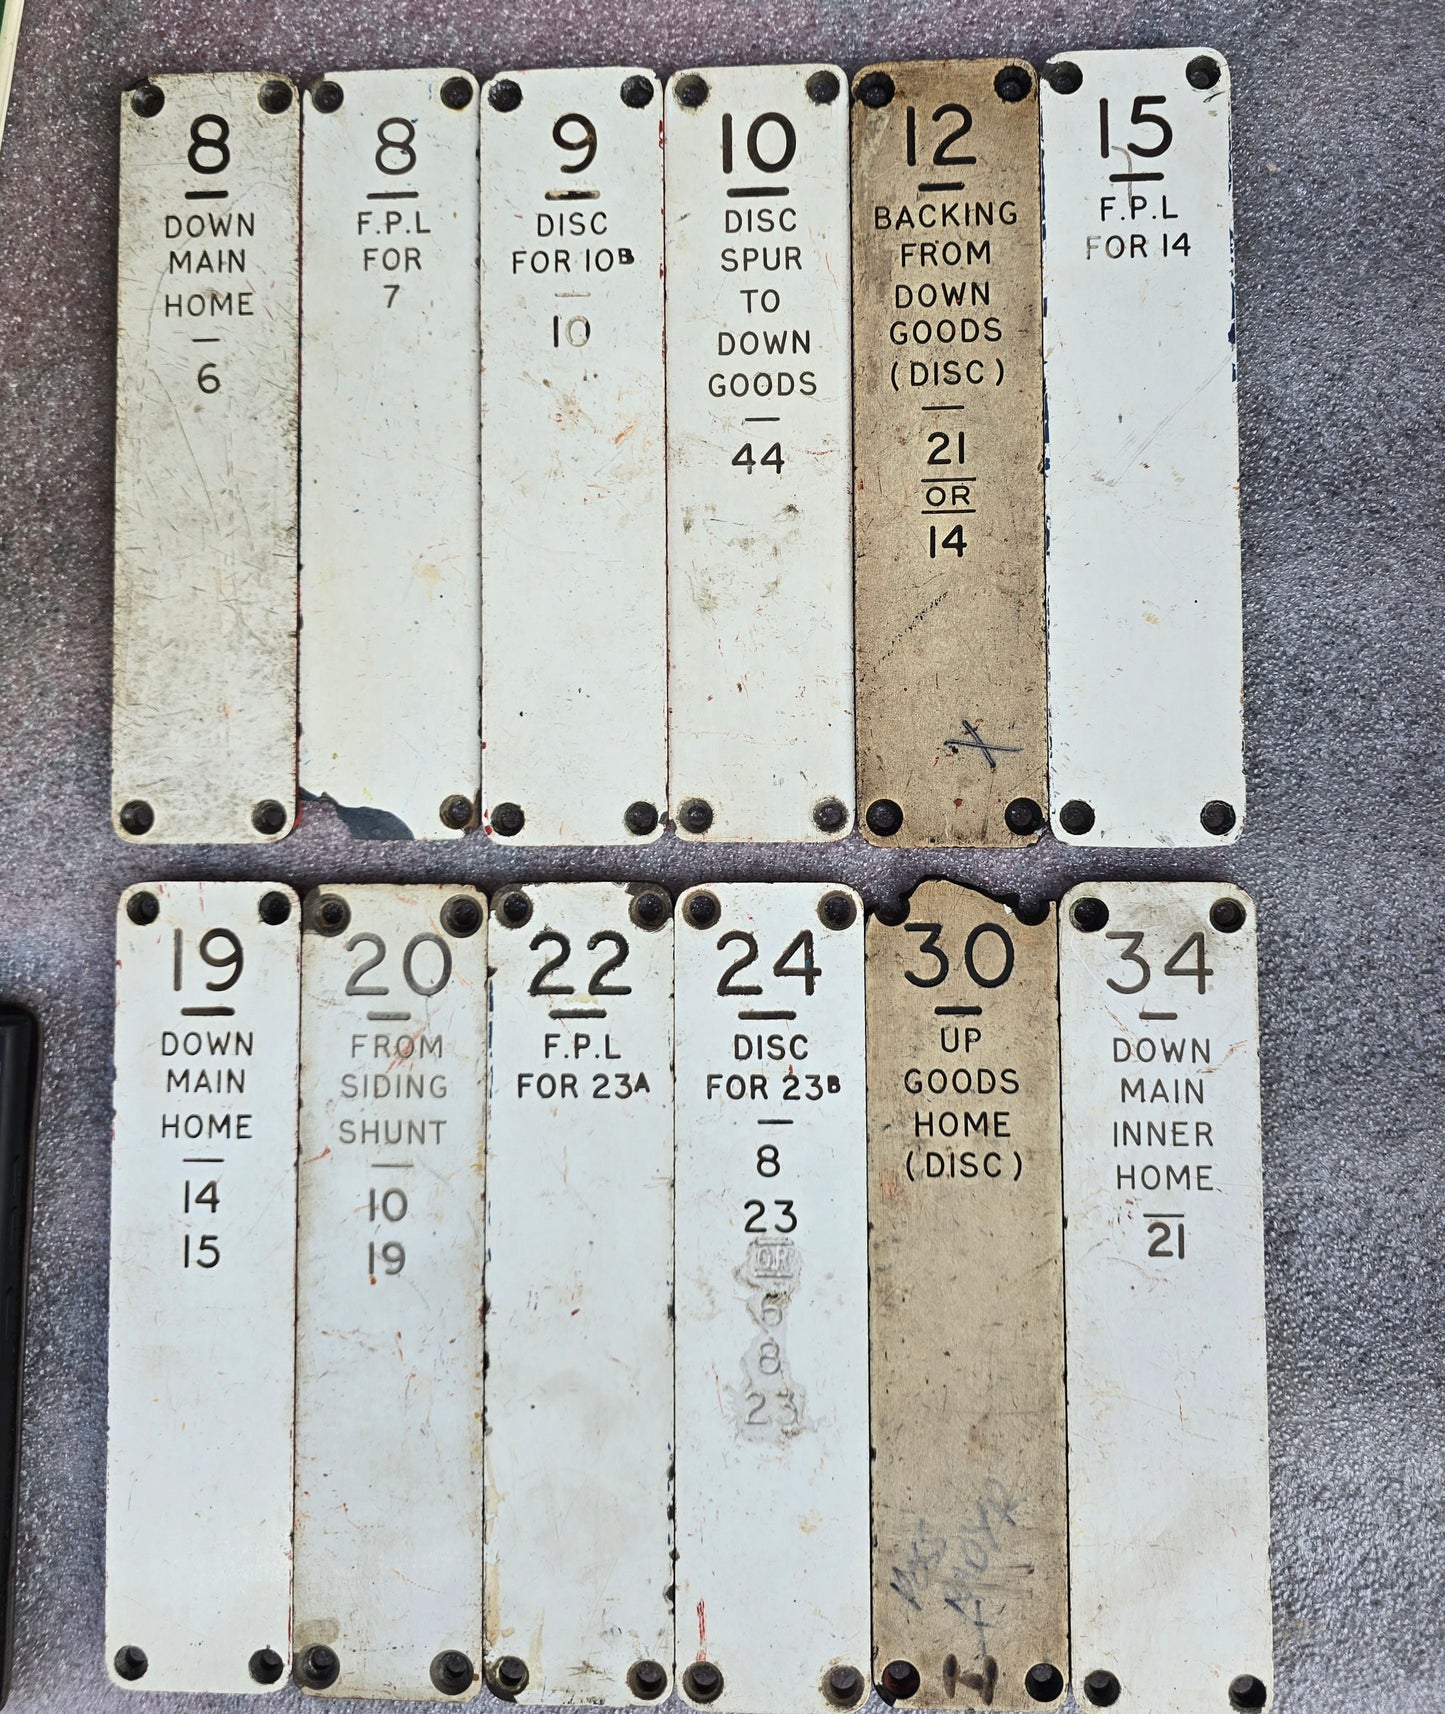 8
DOWN
MAIN
HOME
6
8
F.P.L
FOR
7
9
DISC
FOR 10B
10
10
DISC
SPUR
TO
DOWN
GOODS
44
12
BACKING
FROM
DOWN
GOODS
(DISC)
21
OR
14
15
F.P.L
FOR 14
19
DOWN
MAIN
HOME
14
15
20
FROM
SIDING
SHUNT
10
19
22
F.P.L
FOR 23A
24
DISC
FOR 23B
8
23
OR
8
23
30
UP
GOODS
HOME
(DISC)
34
DOWN
MAIN
INNER
HOME
21